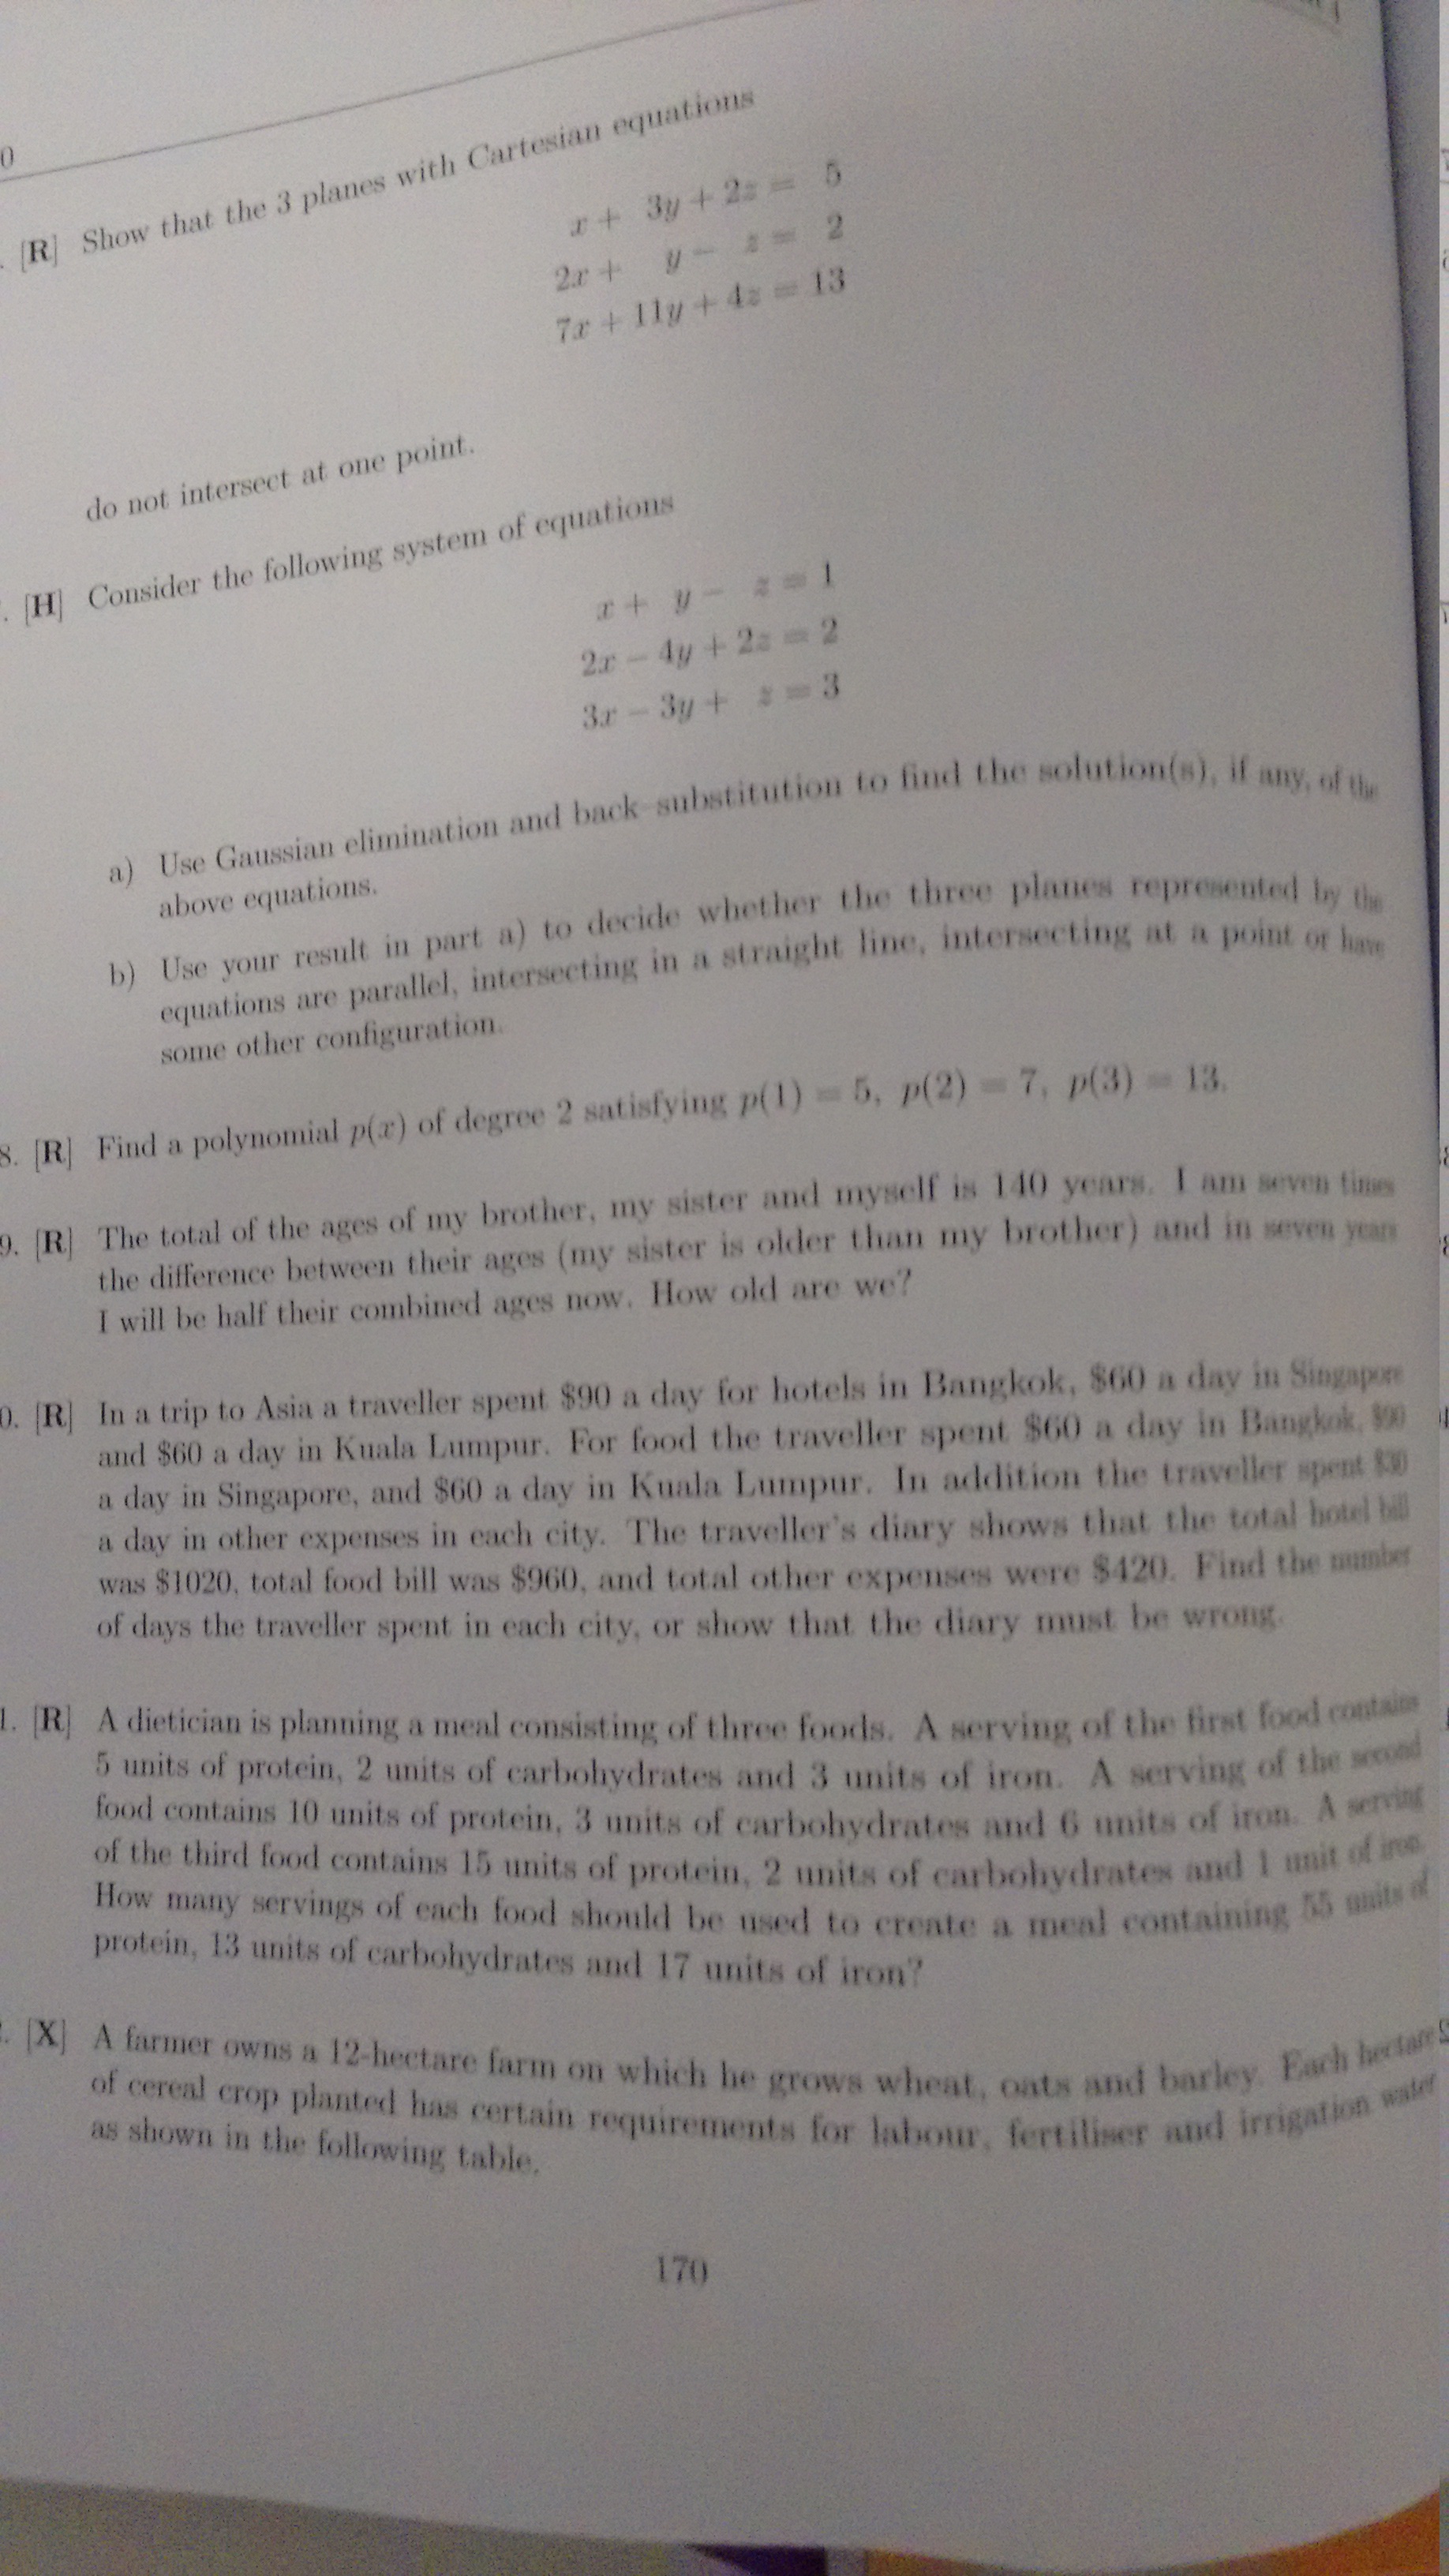 0
. [R] Show that the 3 planes with Cartesian equations
x + 3y + 2z = 5
2x + y − z = 2
7x + 11y + 4z = 13
do not intersect at one point.
. [H] Consider the following system of equations
x + y − z = 1
2x − 4y + 2z = 2
3x − 3y + z = 3
a) Use Gaussian elimination and back-substitution to find the solution(s), if any, of the
above equations.
b) Use your result in part a) to decide whether the three planes represented by the
equations are parallel, intersecting in a straight line, intersecting at a point or have
some other configuration.
8. [R] Find a polynomial p(x) of degree 2 satisfying p(1) = 5, p(2) = 7, p(3) = 13.
9. [R] The total of the ages of my brother, my sister and myself is 140 years. I am seven times
the difference between their ages (my sister is older than my brother) and in seven years
I will be half their combined ages now. How old are we?
0. [R] In a trip to Asia a traveller spent $90 a day for hotels in Bangkok, $60 a day in Singapore
and $60 a day in Kuala Lumpur. For food the traveller spent $60 a day in Bangkok, $90
a day in Singapore, and $60 a day in Kuala Lumpur. In addition the traveller spent $30
a day in other expenses in each city. The traveller's diary shows that the total hotel bill
was $1020, total food bill was $960, and total other expenses were $420. Find the number
of days the traveller spent in each city, or show that the diary must be wrong.
1. [R] A dietician is planning a meal consisting of three foods. A serving of the first food contains
5 units of protein, 2 units of carbohydrates and 3 units of iron. A serving of the second
food contains 10 units of protein, 3 units of carbohydrates and 6 units of iron. A serving
of the third food contains 15 units of protein, 2 units of carbohydrates and 1 unit of iron.
How many servings of each food should be used to create a meal containing 55 units of
protein, 13 units of carbohydrates and 17 units of iron?
. [X] A farmer owns a 12-hectare farm on which he grows wheat, oats and barley. Each hectare
of cereal crop planted has certain requirements for labour, fertiliser and irrigation water
as shown in the following table.
170